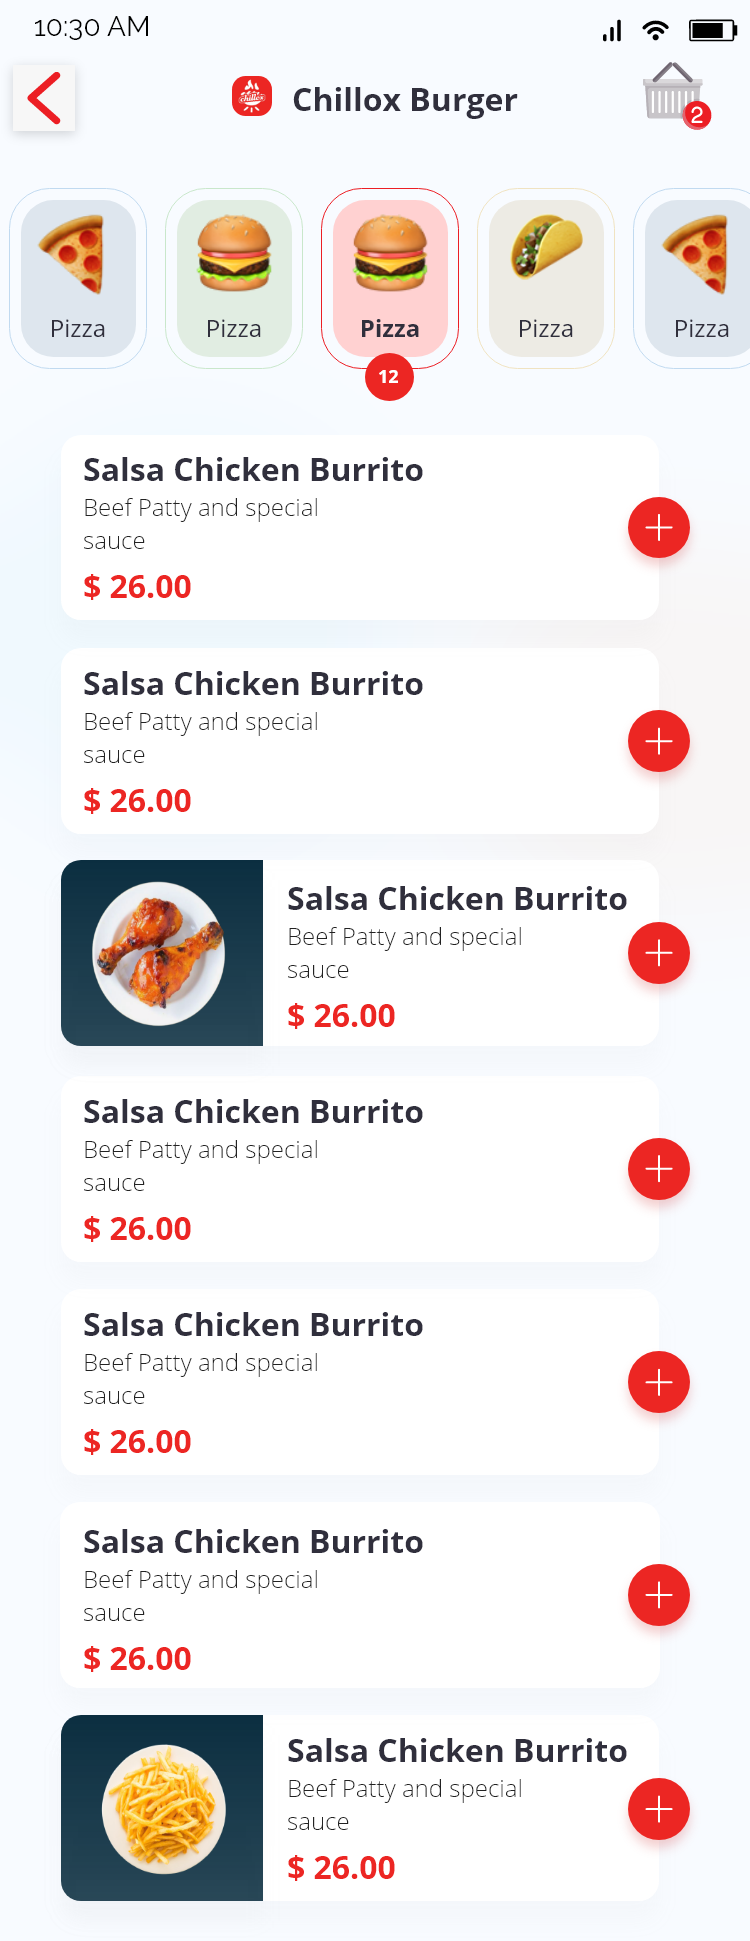 10:30 AM
chillox
Chillox Burger
2
Pizza
Pizza
Pizza
Pizza
Pizza
12
Salsa Chicken Burrito
Beef Patty and special
sauce
$ 26.00
Salsa Chicken Burrito
Beef Patty and special
sauce
$ 26.00
Salsa Chicken Burrito
Beef Patty and special
sauce
$ 26.00
Salsa Chicken Burrito
Beef Patty and special
sauce
$ 26.00
Salsa Chicken Burrito
Beef Patty and special
sauce
$ 26.00
Salsa Chicken Burrito
Beef Patty and special
sauce
$ 26.00
Salsa Chicken Burrito
Beef Patty and special
sauce
$ 26.00